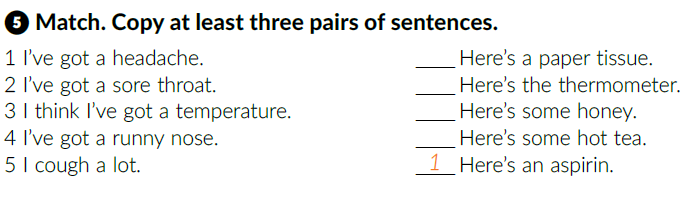 5 Match. Copy at least three pairs of sentences.
1 I've got a headache. ____ Here's a paper tissue.
2 I've got a sore throat. ____ Here's the thermometer.
3 I think I've got a temperature. ____ Here's some honey.
4 I've got a runny nose. ____ Here's some hot tea.
5 I cough a lot. __1__ Here's an aspirin.